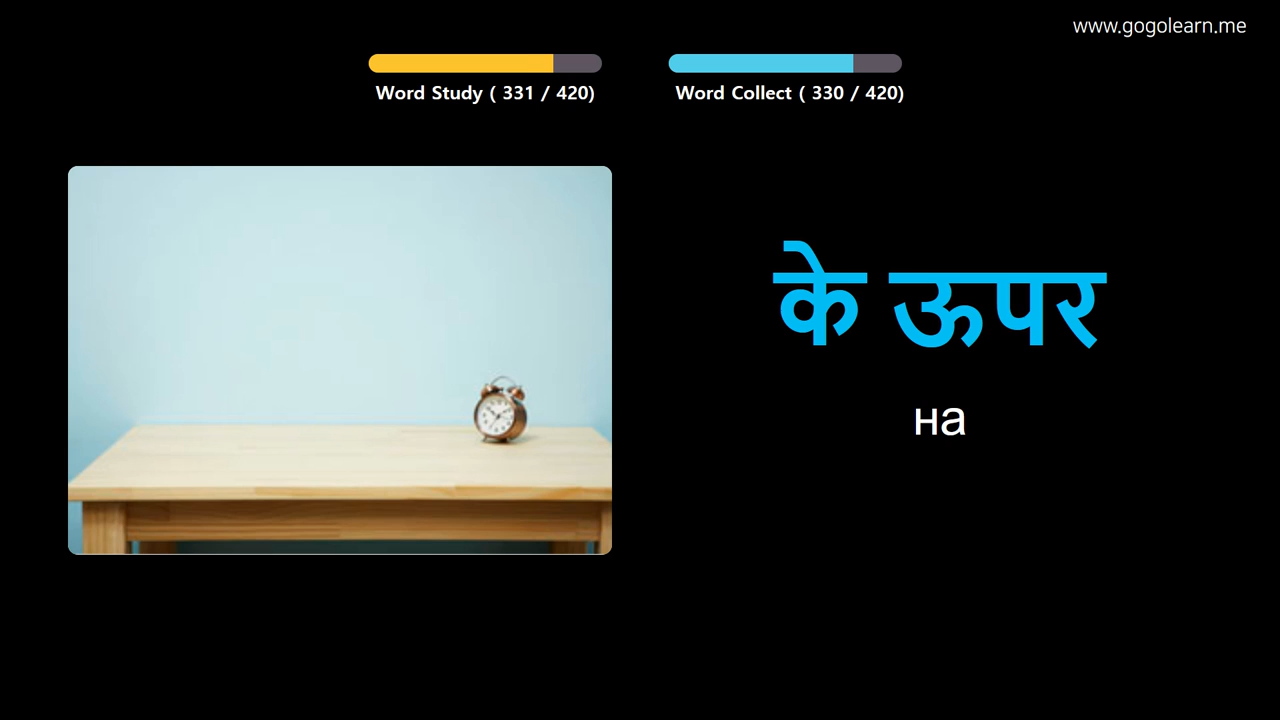 www.gogolearn.me
Word Study ( 331 / 420)
Word Collect ( 330 / 420)
के ऊपर
на